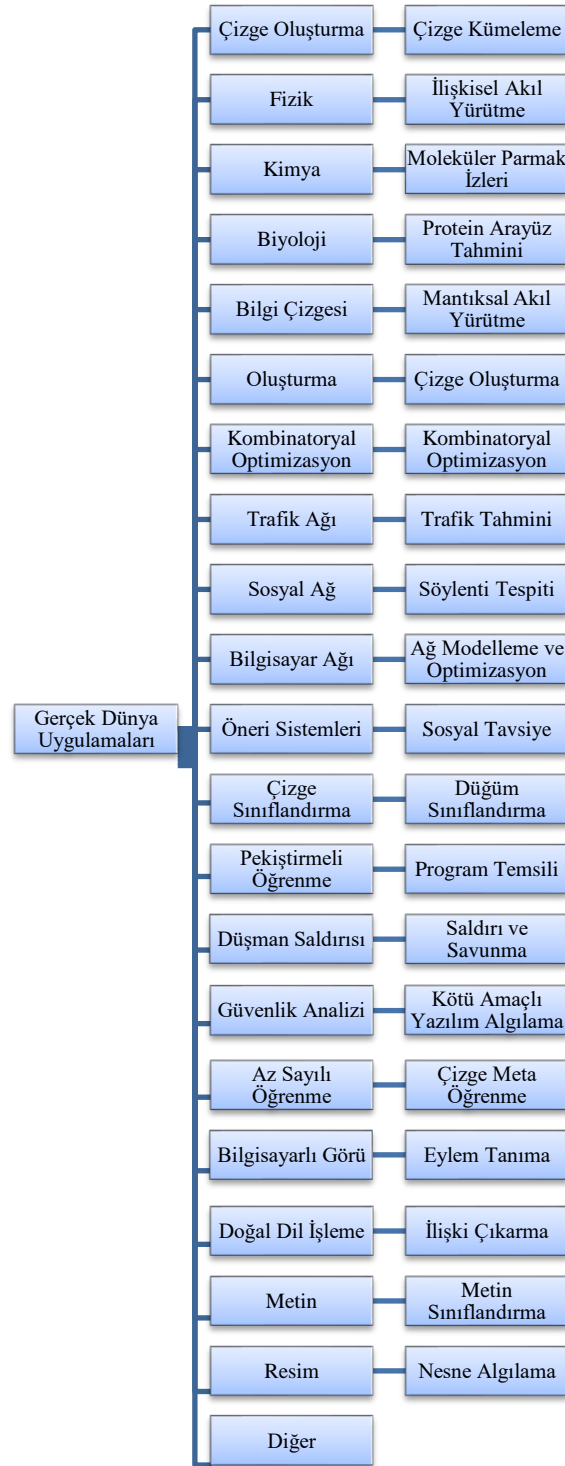 Çizge Oluşturma
Çizge Kümeleme
Fizik
İlişkisel Akıl
Yürütme
Kimya
Moleküler Parmak
İzleri
Biyoloji
Protein Arayüz
Tahmini
Bilgi Çizgesi
Mantıksal Akıl
Yürütme
Oluşturma
Çizge Oluşturma
Kombinatoryal
Optimizasyon
Kombinatoryal
Optimizasyon
Trafik Ağı
Trafik Tahmini
Sosyal Ağ
Söylenti Tespiti
Bilgisayar Ağı
Ağ Modelleme ve
Optimizasyon
Gerçek Dünya
Uygulamaları
Öneri Sistemleri
Sosyal Tavsiye
Çizge
Sınıflandırma
Düğüm
Sınıflandırma
Pekiştirmeli
Öğrenme
Program Temsili
Düşman Saldırısı
Saldırı ve
Savunma
Güvenlik Analizi
Kötü Amaçlı
Yazılım Algılama
Az Sayılı
Öğrenme
Çizge Meta
Öğrenme
Bilgisayarlı Görü
Eylem Tanıma
Doğal Dil İşleme
İlişki Çıkarma
Metin
Metin
Sınıflandırma
Resim
Nesne Algılama
Diğer